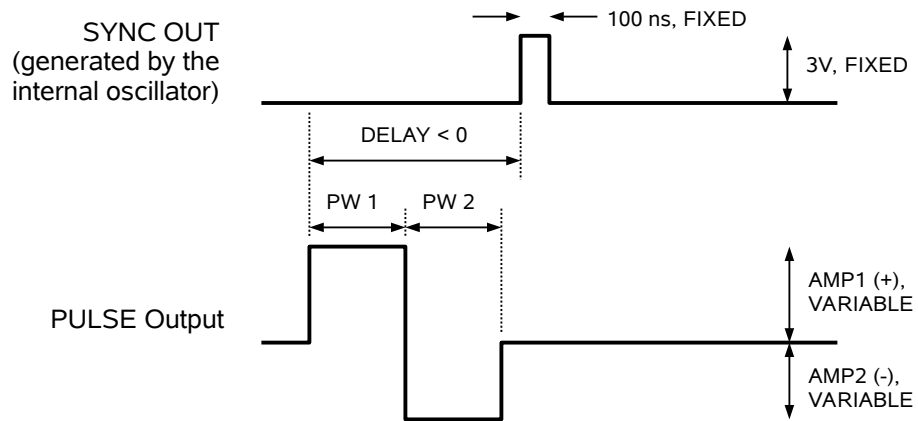 100 ns, FIXED
SYNC OUT
(generated by the
internal oscillator)
3V, FIXED
DELAY < 0
PW 1
PW 2
PULSE Output
AMP1 (+),
VARIABLE
AMP2 (-),
VARIABLE